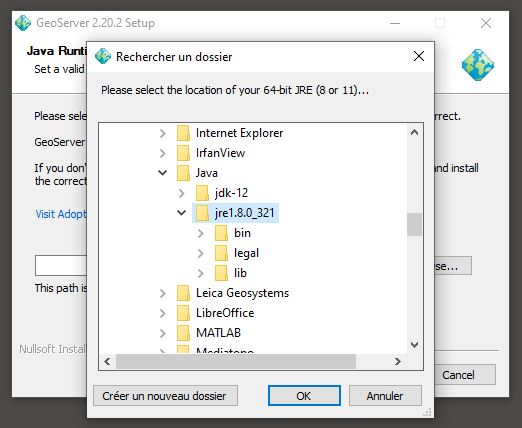 GeoServer 2.20.2 Setup
Java Runti
Set a valid
Rechercher un dossier
Please select the location of your 64-bit JRE (8 or 11)...
Please selec
rrect.
GeoServer
If you don'
and install
the correct
Visit Adopt
se...
This path is
Internet Explorer
IrfanView
Java
jdk-12
jre1.8.0_321
bin
legal
lib
Leica Geosystems
LibreOffice
MATLAB
Nullsoft Instal
Cancel
Créer un nouveau dossier
OK
Annuler